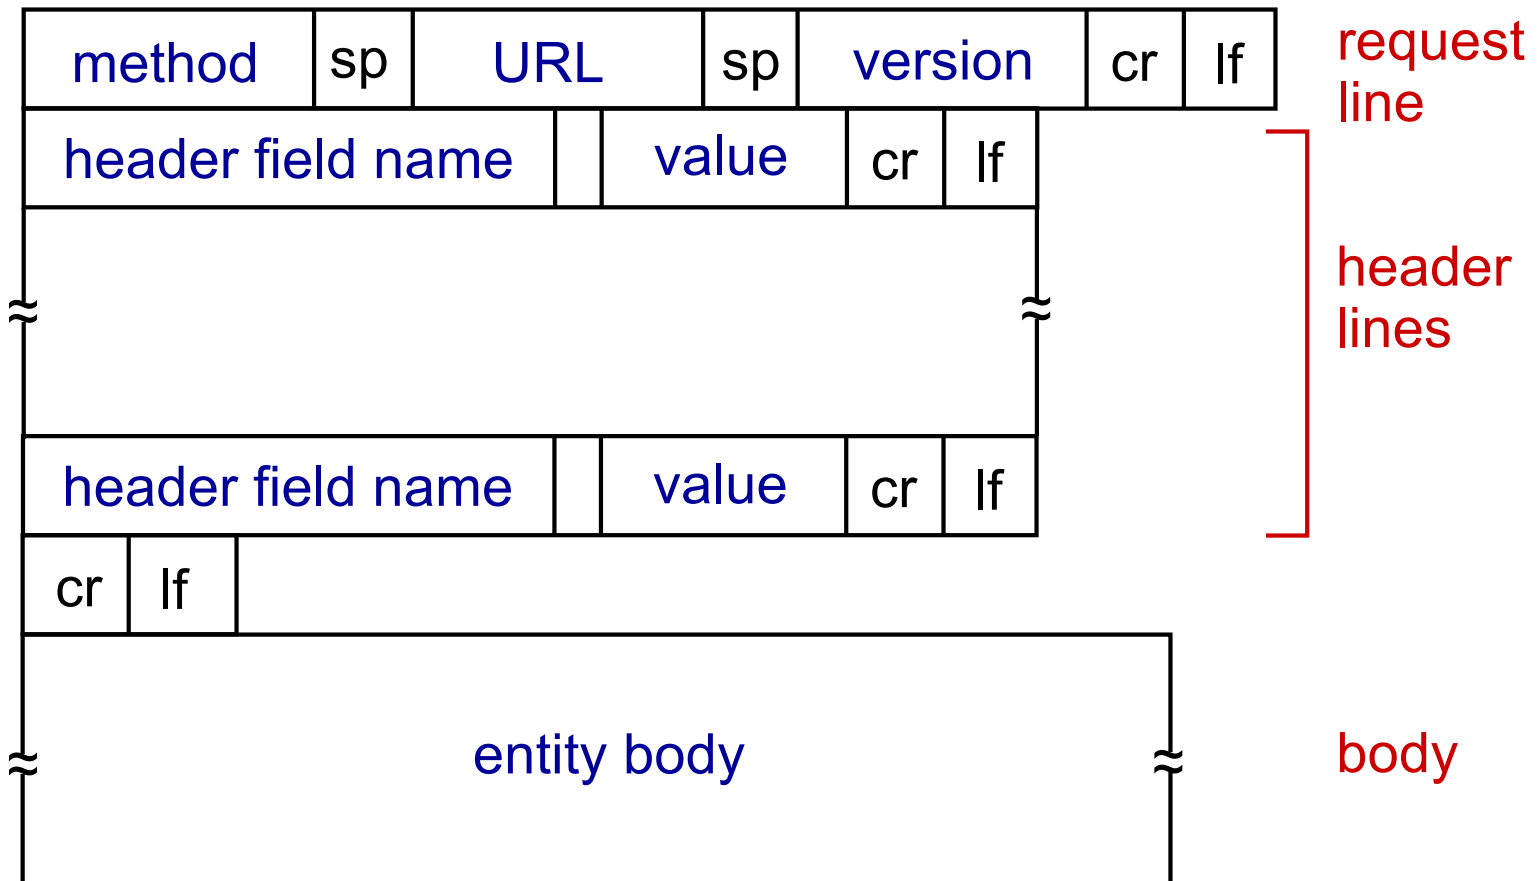 method sp URL sp version cr lf
request
line
header field name value cr lf
header
lines
header field name value cr lf
cr lf
entity body
body